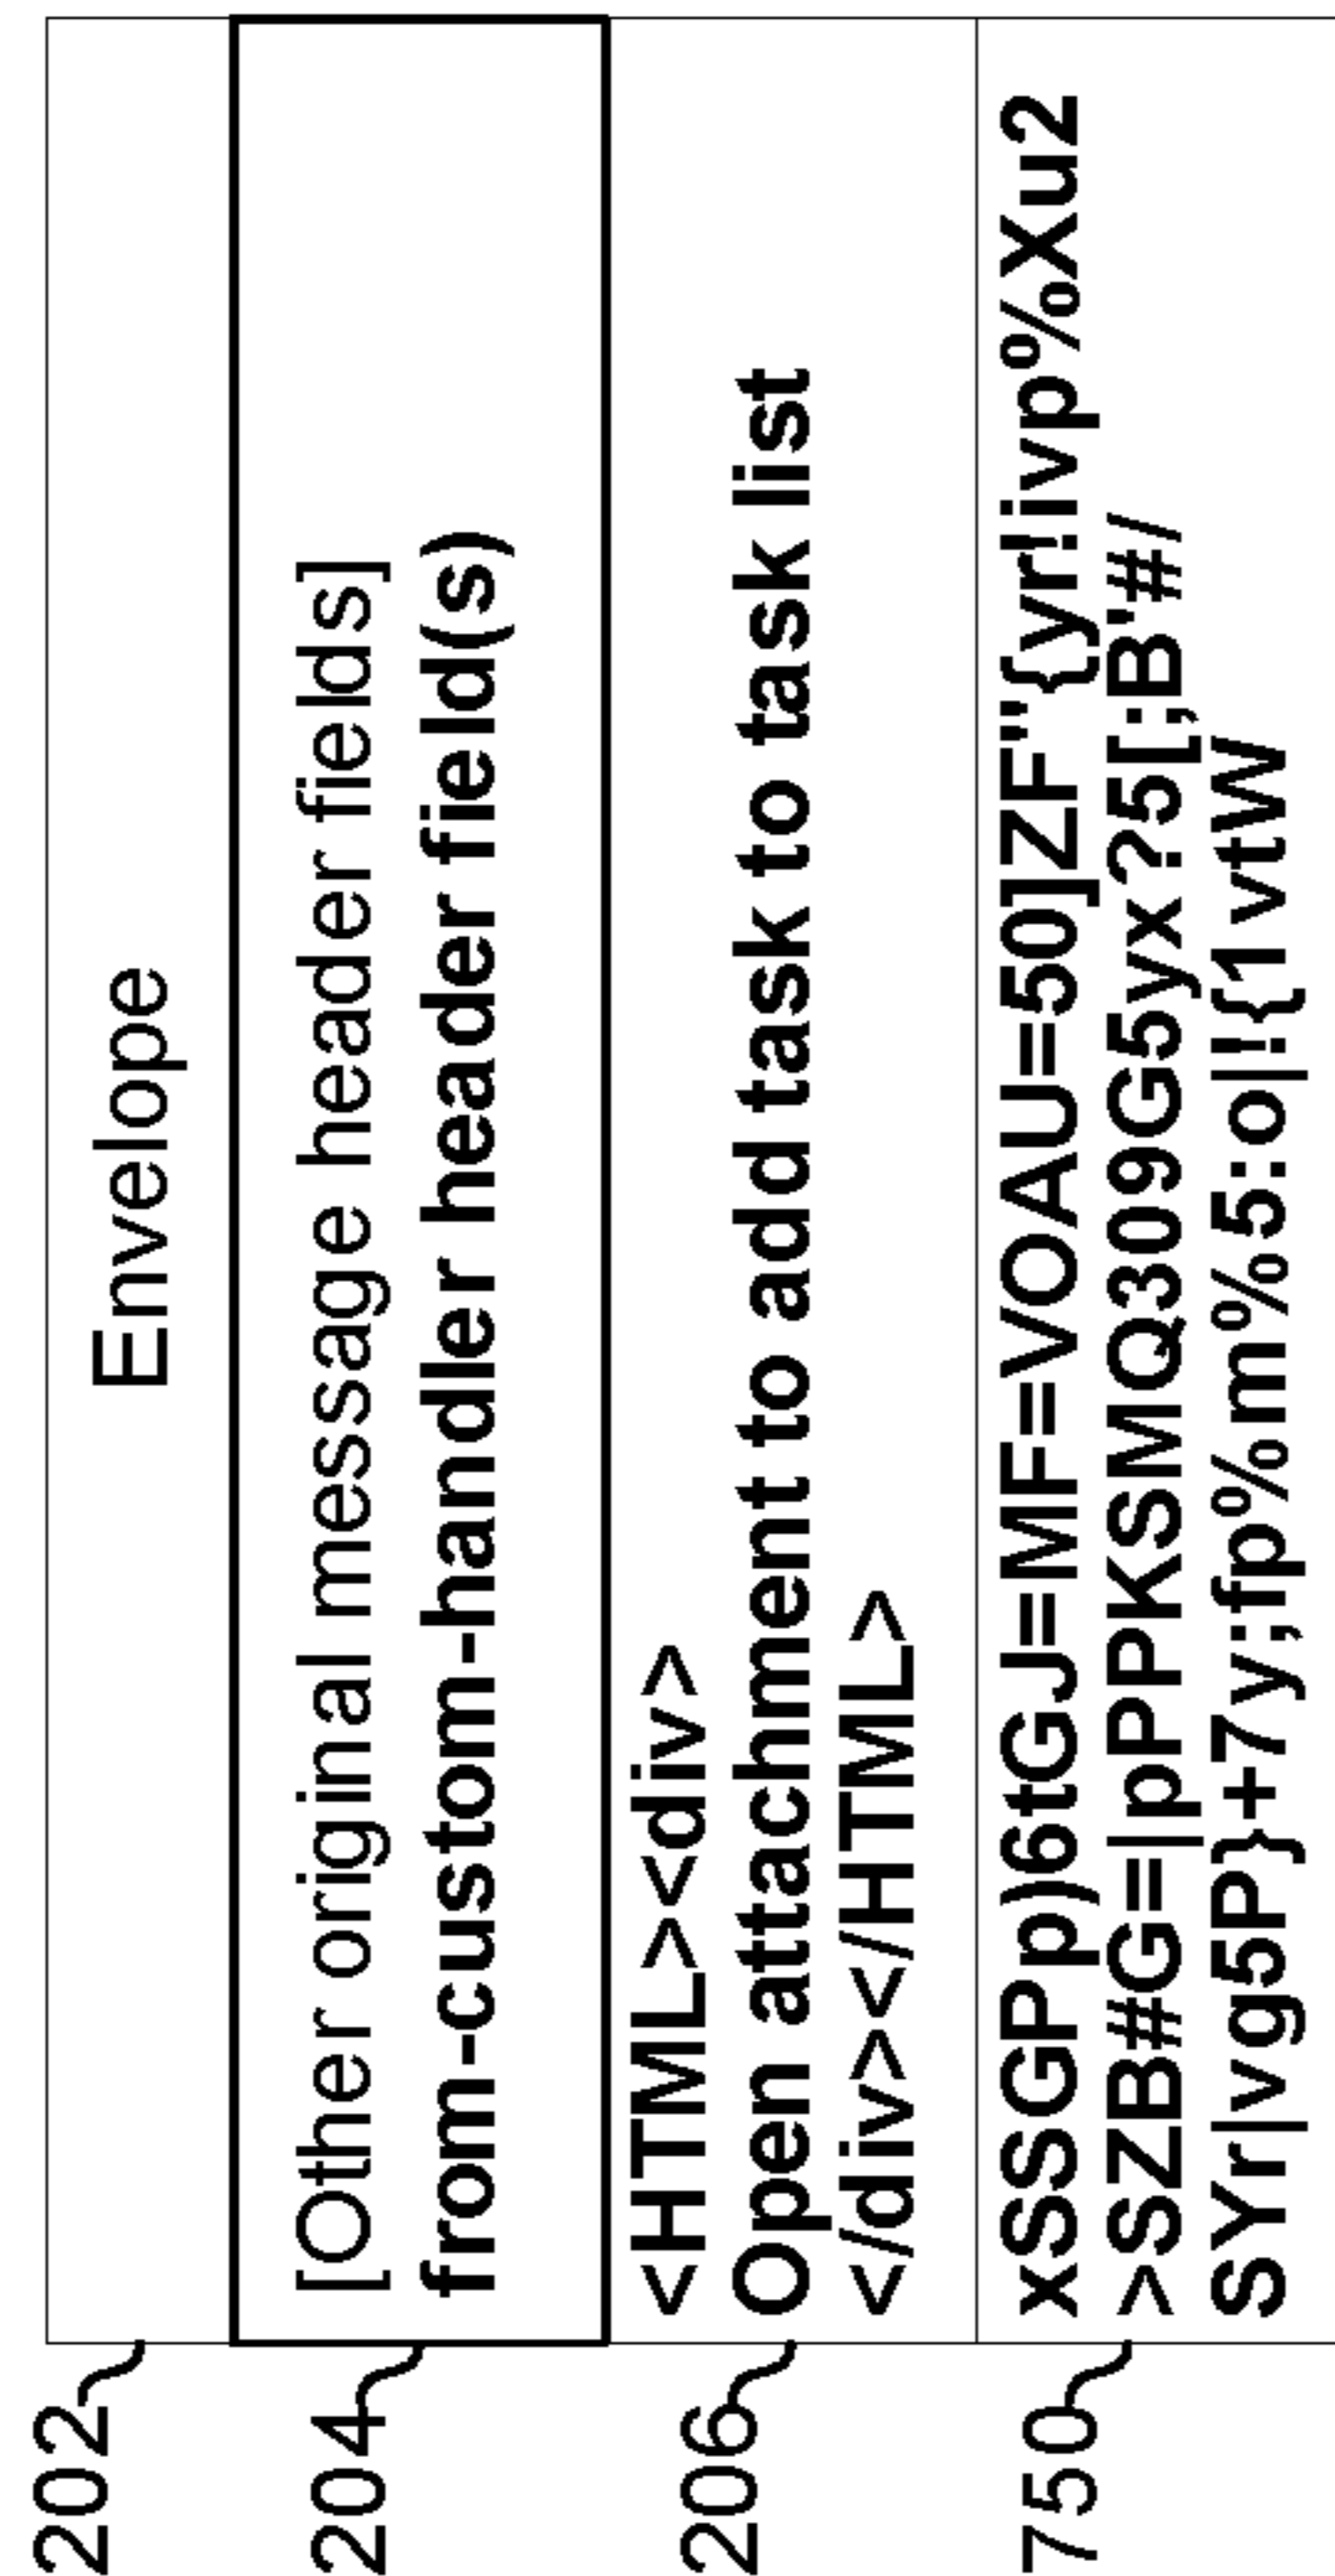 202
Envelope
204
[Other original message header fields]
from-custom-handler header field(s)
206
<HTML><div>
Open attachment to add task to task list
</div></HTML>
750
xSSGPp)6tGJ=MF=VOAU=50]ZF"{yr!ivp%Xu2
>SZB#G=|pPPKSMQ309G5yx?5[;B'#/
SYr|vg5P}+7y;fp%m%5:o|!{1vtW